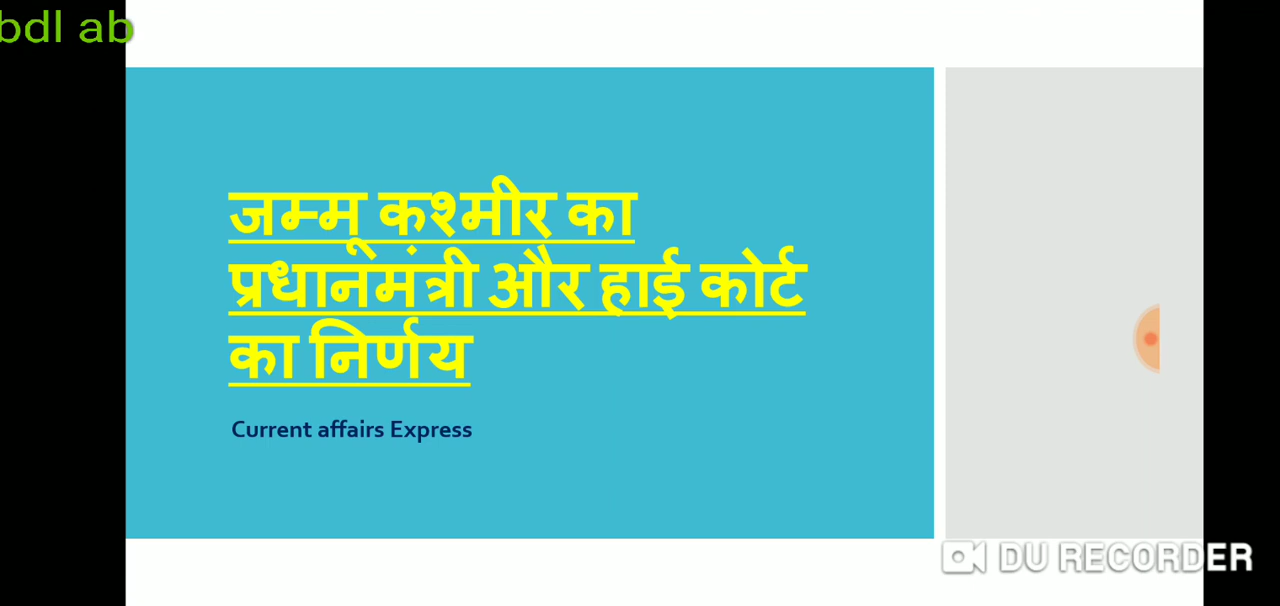 bdl ab
जम्मू कश्मीर का
प्रधानमंत्री और हाई कोर्ट
का निर्णय
Current affairs Express
DU RECORDER